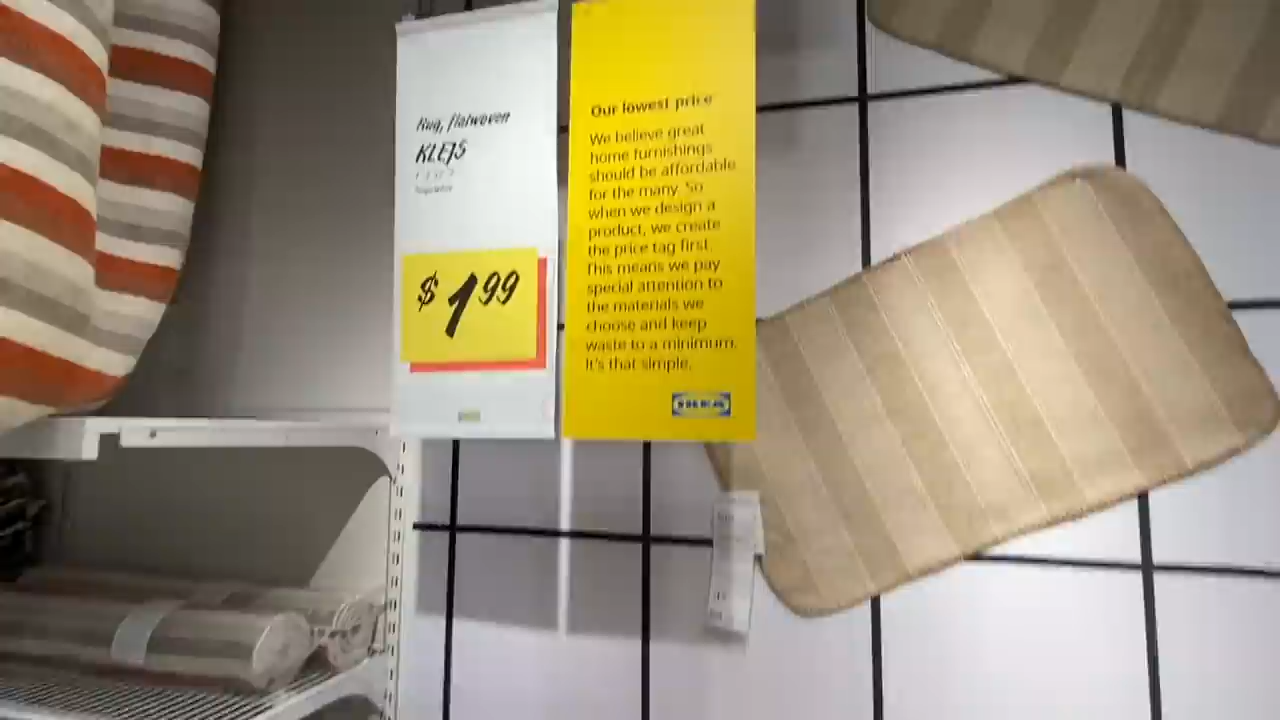 Rug, flatwoven
KLEJS
$ 1 99
Our lowest price
We believe great
home furnishings
should be affordable
for the many. So
when we design a
product, we create
the price tag first.
This means we pay
special attention to
the materials we
choose and keep
waste to a minimum.
It's that simple.
IKEA